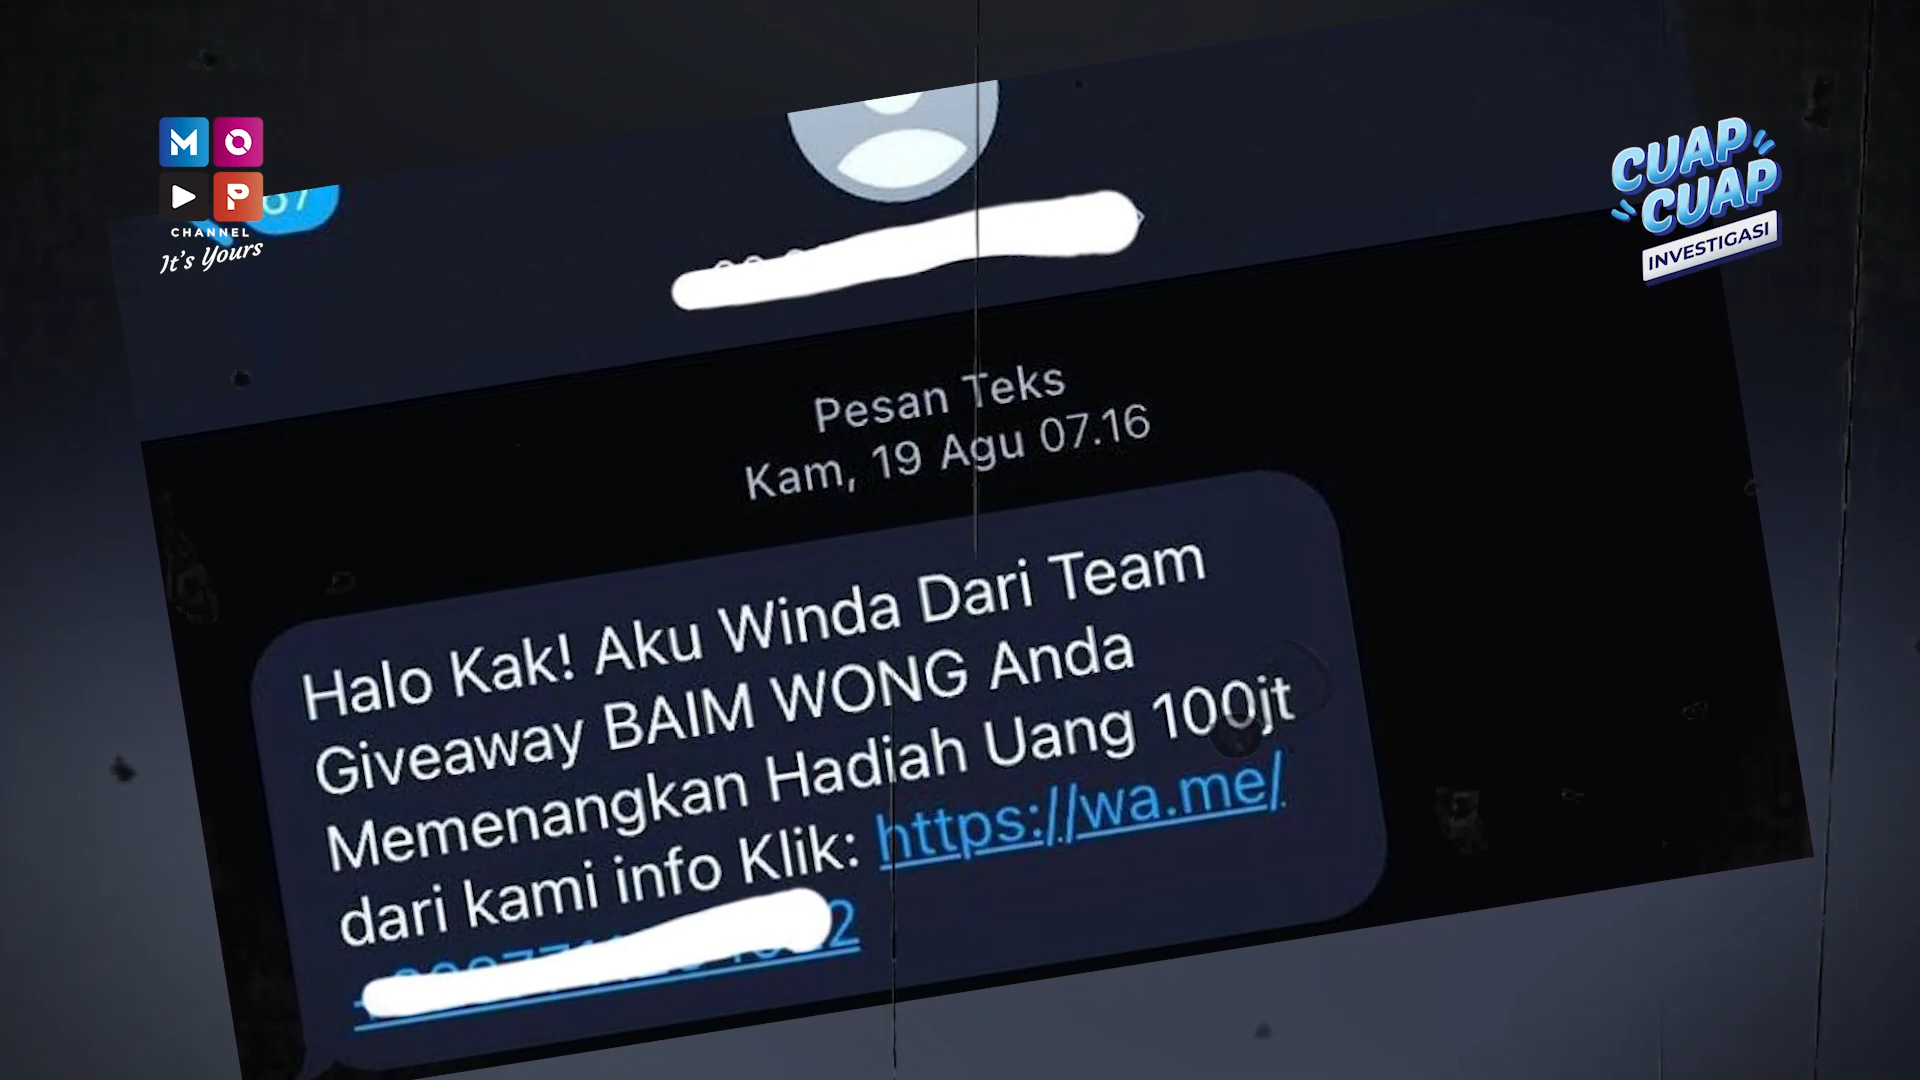 MO
P
CHANNEL
It's Yours
CUAP
CUAP
INVESTIGASI
Pesan Teks
Kam, 19 Agu 07.16
Halo Kak! Aku Winda Dari Team
Giveaway BAIM WONG Anda
Memenangkan Hadiah Uang 100jt
dari kami info Klik: https://wa.me/